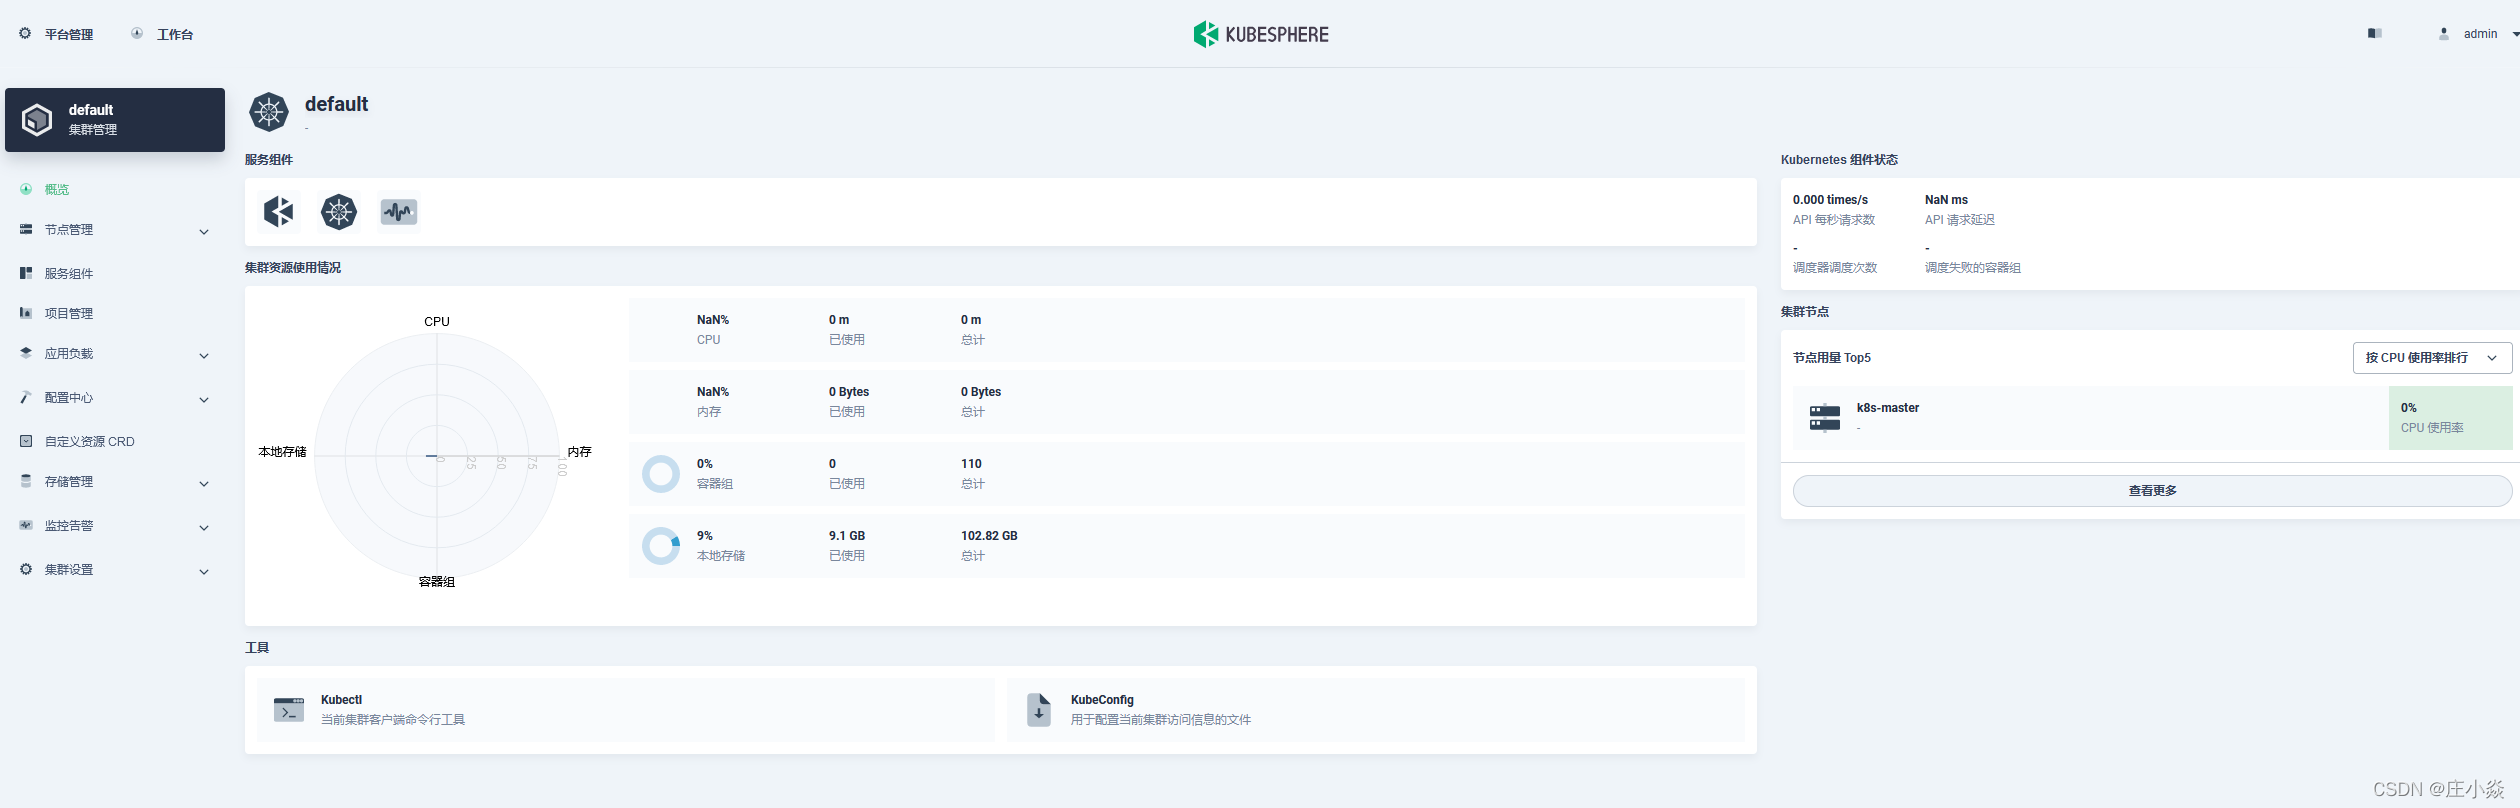 平台管理
工作台
KUBESPHERE
admin
default
集群管理
概览
节点管理
服务组件
项目管理
应用负载
配置中心
自定义资源 CRD
存储管理
监控告警
集群设置
default
-
服务组件
集群资源使用情况
CPU
本地存储
内存
容器组
0
25
50
75
100
NaN%
0 m
0 m
CPU
已使用
总计
NaN%
0 Bytes
0 Bytes
内存
已使用
总计
0%
0
110
容器组
已使用
总计
9%
9.1 GB
102.82 GB
本地存储
已使用
总计
工具
Kubectl
当前集群客户端命令行工具
KubeConfig
用于配置当前集群访问信息的文件
Kubernetes 组件状态
0.000 times/s
NaN ms
API 每秒请求数
API 请求延迟
-
-
调度器调度次数
调度失败的容器组
集群节点
节点用量 Top5
按 CPU 使用率排行
k8s-master
-
0%
CPU 使用率
查看更多
CSDN @庄小焱